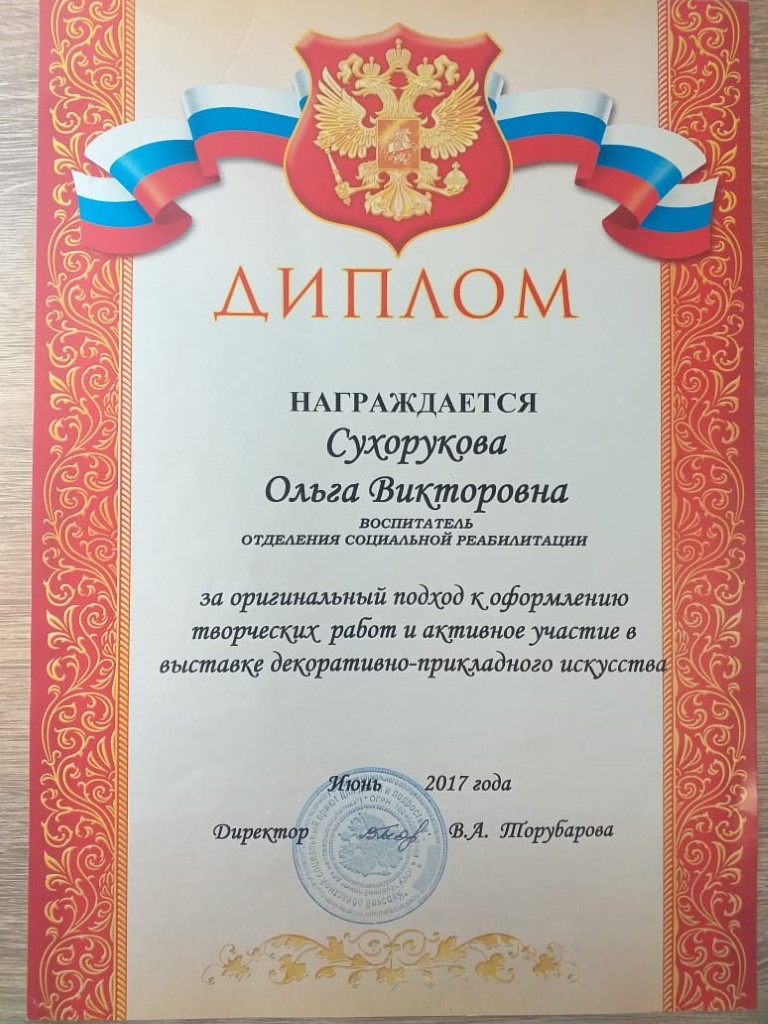 ДИПЛОМ
НАГРАЖДАЕТСЯ
Сухорукова
Ольга Викторовна
ВОСПИТАТЕЛЬ
ОТДЕЛЕНИЯ СОЦИАЛЬНОЙ РЕАБИЛИТАЦИИ
за оригинальный подход к оформлению
творческих работ и активное участие в
выставке декоративно-прикладного искусства
Июнь 2017 года
Директор В.А. Торубарова